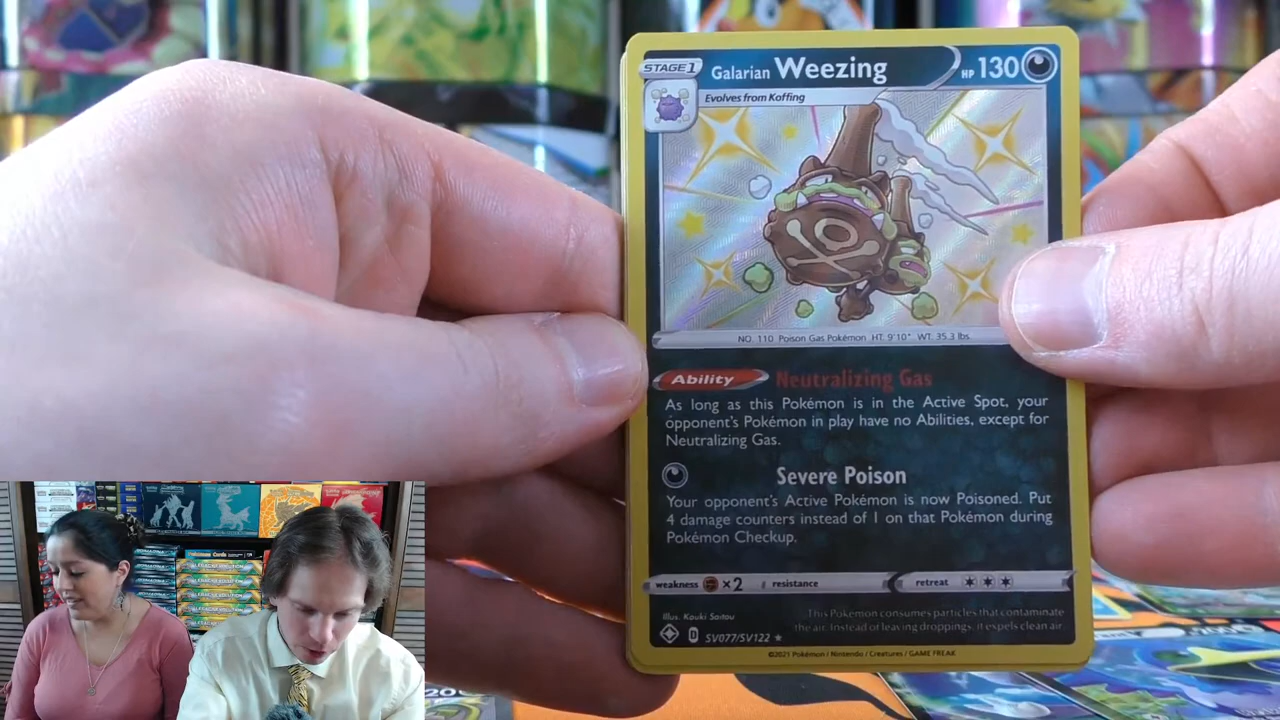 STAGE 1
Galarian Weezing
HP 130
Evolves from Koffing
NO. 110 Poison Gas Pokémon HT: 9'10" WT: 35.3 lbs.
Ability Neutralizing Gas
As long as this Pokémon is in the Active Spot, your
opponent's Pokémon in play have no Abilities, except for
Neutralizing Gas.
Severe Poison
Your opponent's Active Pokémon is now Poisoned. Put
4 damage counters instead of 1 on that Pokémon during
Pokémon Checkup.
weakness ×2 resistance retreat
Illus. Kouki Saitou
This Pokémon consumes particles that contaminate
the air. Instead of leaving droppings, it expels clean air.
D SV077/SV122 ★
©2021 Pokémon / Nintendo / Creatures / GAME FREAK